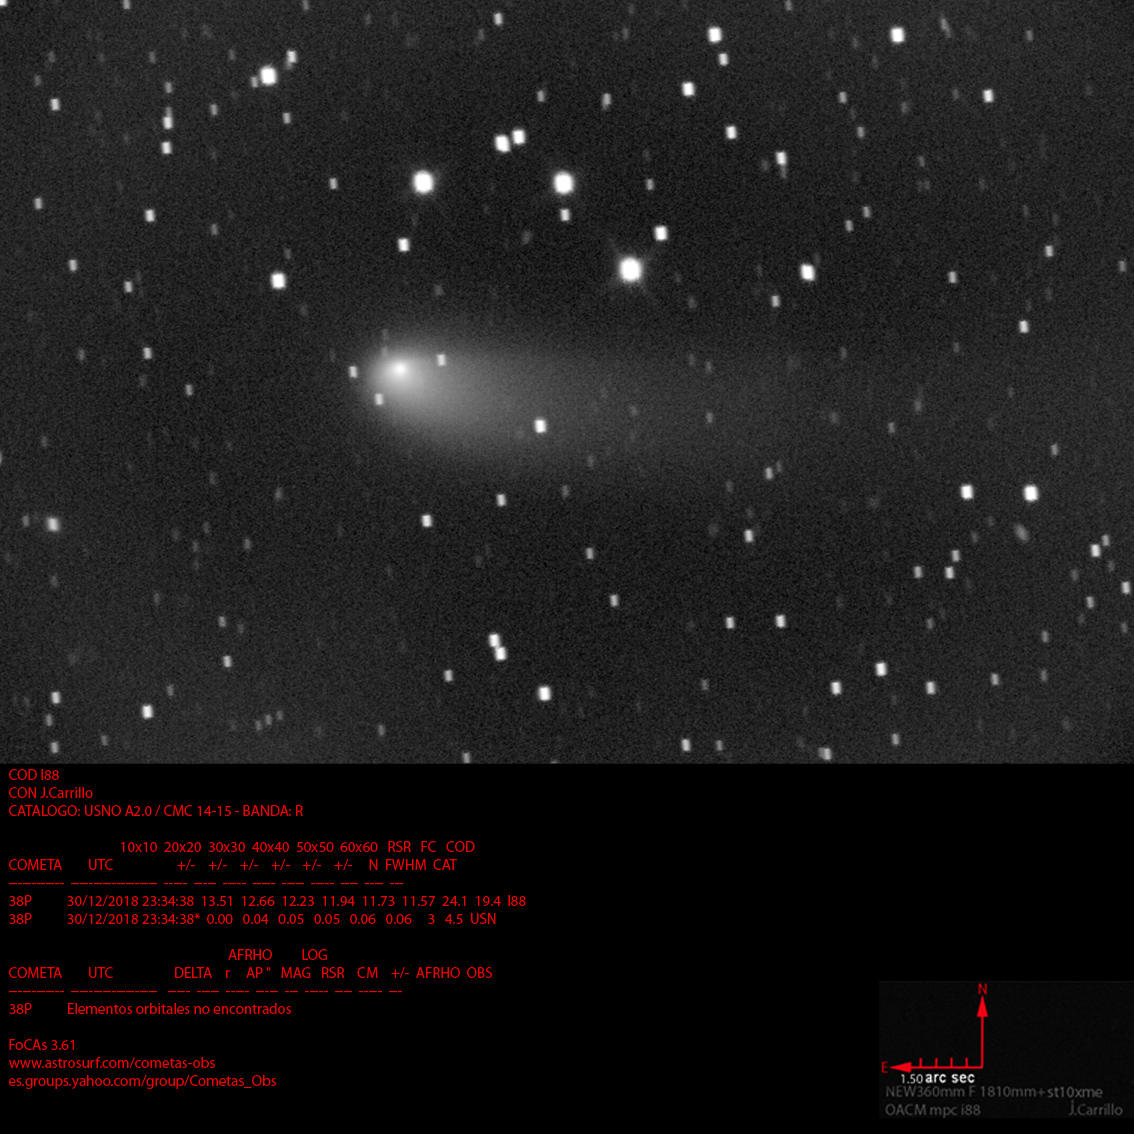 COD I88
CON J.Carrillo
CATALOGO: USNO A2.0 / CMC 14-15 - BANDA: R
10x10 20x20 30x30 40x40 50x50 60x60 RSR FC COD
COMETA UTC +/- +/- +/- +/- +/- +/- N FWHM CAT
----------- ------------------- ----- ----- ----- ----- ----- ----- ---- ---- ---
38P 30/12/2018 23:34:38 13.51 12.66 12.23 11.94 11.73 11.57 24.1 19.4 I88
38P 30/12/2018 23:34:38* 0.00 0.04 0.05 0.05 0.06 0.06 3 4.5 USN
AFRHO LOG
COMETA UTC DELTA r AP " MAG RSR CM +/- AFRHO OBS
----------- ------------------- ----- ----- ----- ----- --- ----- ---- ----- ---
38P Elementos orbitales no encontrados
FoCAs 3.61
www.astrosurf.com/cometas-obs
es.groups.yahoo.com/group/Cometas_Obs
N
E
1.50 arc sec
NEW360mm F 1810mm+st10xme
OACM mpc i88 J.Carrillo